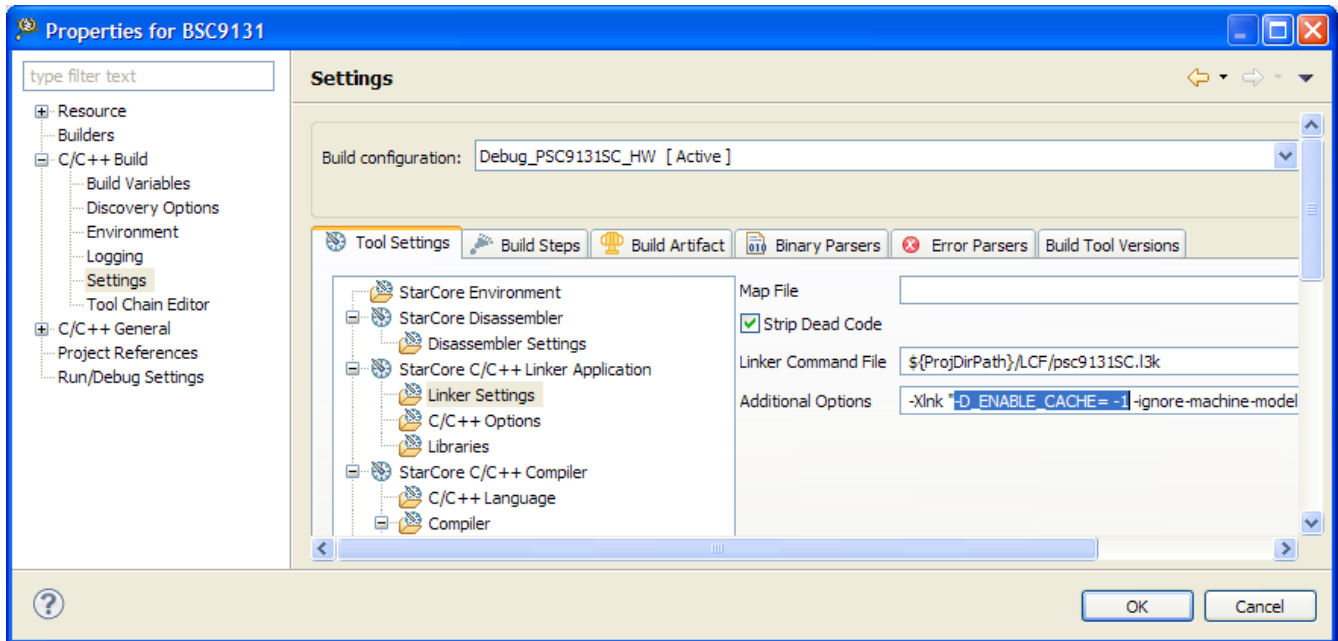 Properties for BSC9131
type filter text
Resource
Builders
C/C++ Build
Build Variables
Discovery Options
Environment
Logging
Settings
Tool Chain Editor
C/C++ General
Project References
Run/Debug Settings
Settings
Build configuration: Debug_PSC9131SC_HW [ Active ]
Tool Settings Build Steps Build Artifact Binary Parsers Error Parsers Build Tool Versions
StarCore Environment
StarCore Disassembler
Disassembler Settings
StarCore C/C++ Linker Application
Linker Settings
C/C++ Options
Libraries
StarCore C/C++ Compiler
C/C++ Language
Compiler
Map File
Strip Dead Code
Linker Command File ${ProjDirPath}/LCF/psc9131SC.l3k
Additional Options -Xlnk "-D_ENABLE_CACHE= -1 -ignore-machine-model
OK Cancel